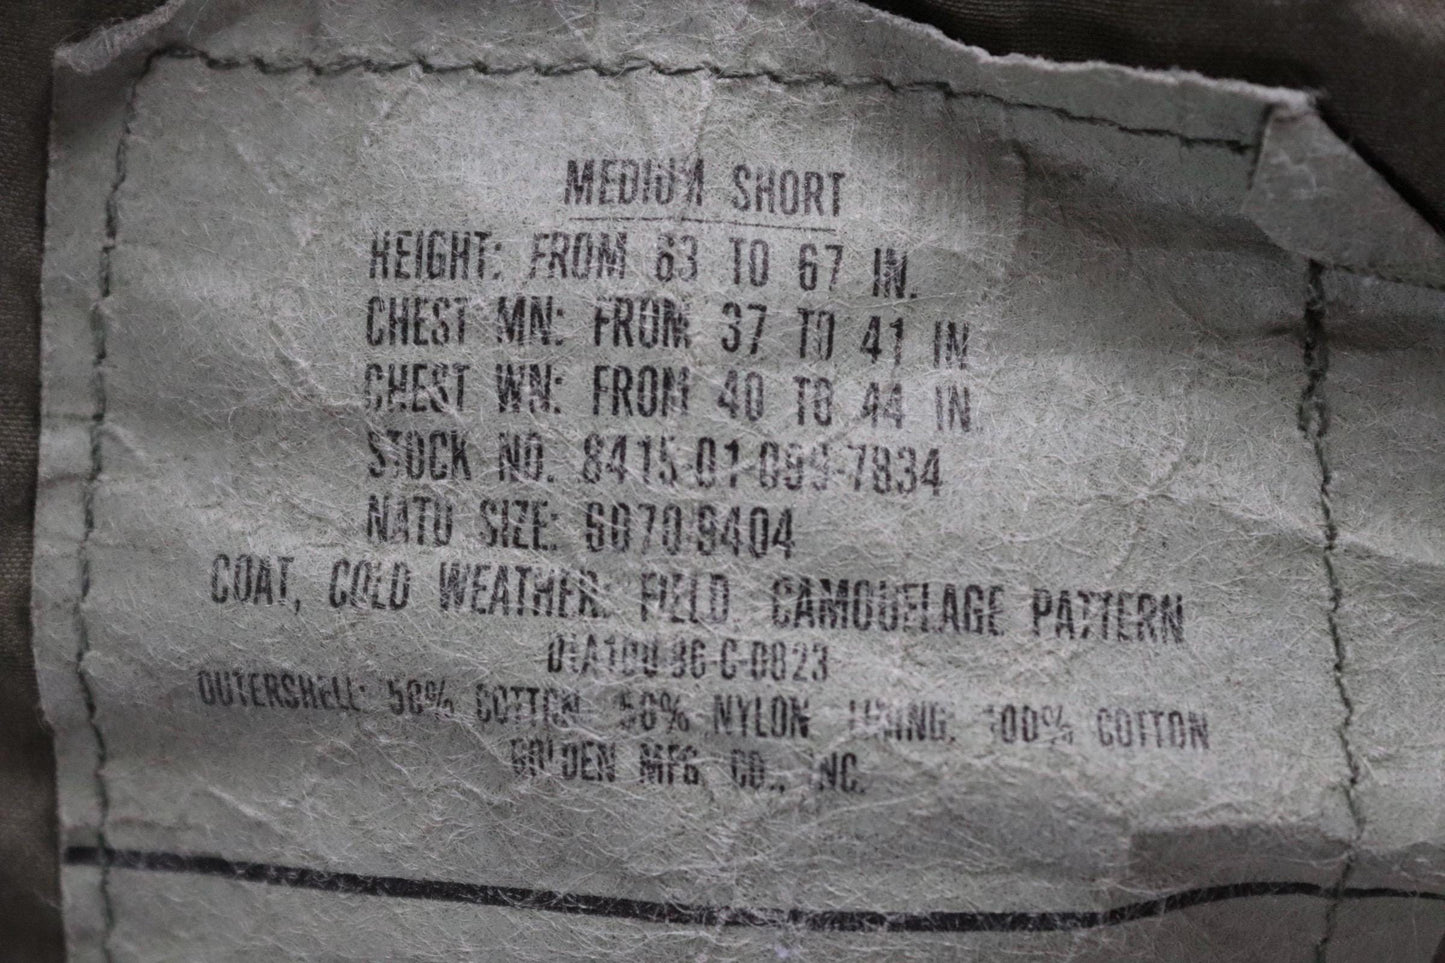 MEDIUM SHORT
HEIGHT: FROM 63 TO 67 IN.
CHEST MN: FROM 37 TO 41 IN
CHEST WN: FROM 40 TO 44 IN.
STOCK NO. 8415-01-099-7834
NATO SIZE: 6070-9404
COAT, COLD WEATHER: FIELD, CAMOUFLAGE PATTERN
DLA100-86-C-0823
OUTERSHELL: 50% COTTON 50% NYLON LINING: 100% COTTON
GOLDEN MFG. CO., INC.